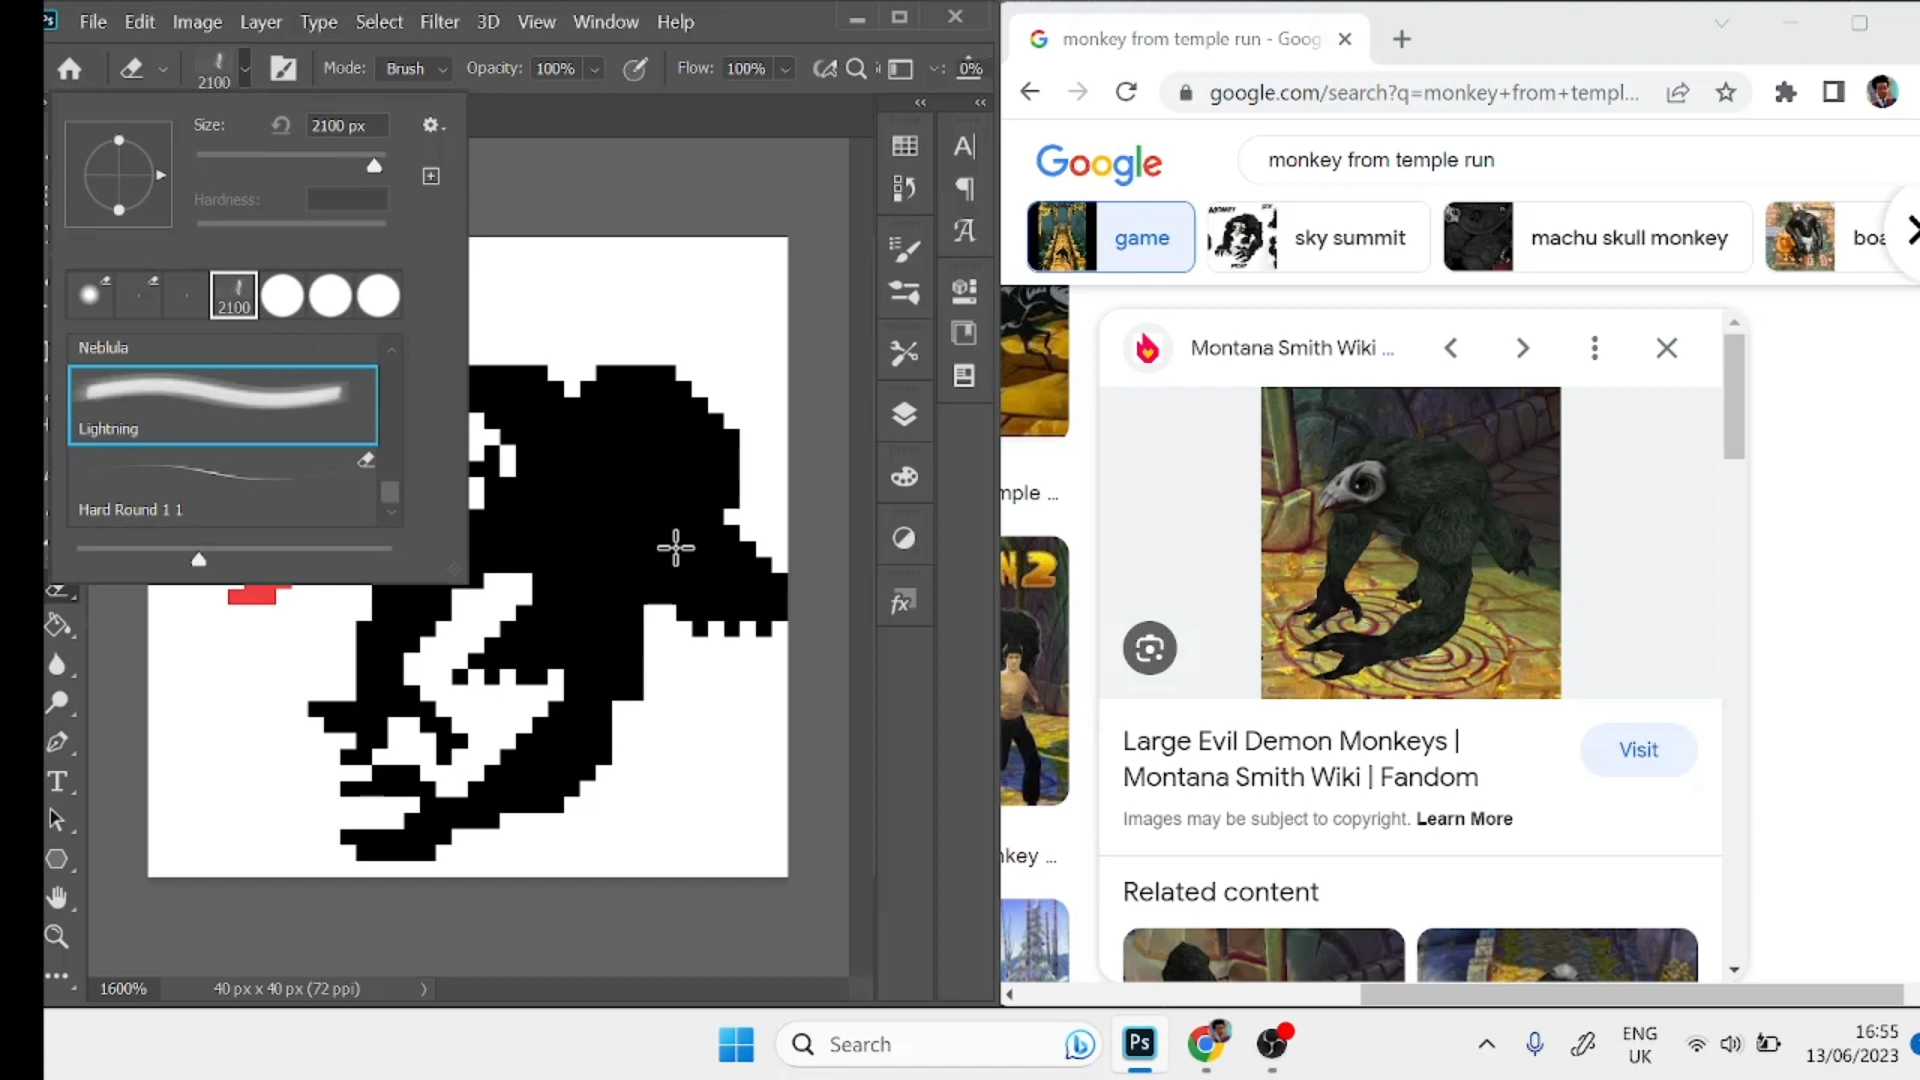 Ps File Edit Image Layer Type Select Filter 3D View Window Help
2100 Mode: Brush Opacity: 100% Flow: 100% : 0%
Size: 2100 px
Hardness:
2100
Neblula
Lightning
Hard Round 1 1
1600% 40 px x 40 px (72 ppi)
monkey from temple run - Goog
google.com/search?q=monkey+from+templ...
Google monkey from temple run
game sky summit machu skull monkey
Montana Smith Wiki ...
Large Evil Demon Monkeys |
Montana Smith Wiki | Fandom
Visit
Images may be subject to copyright. Learn More
Related content
Search
Ps
ENG
UK
16:55
13/06/2023